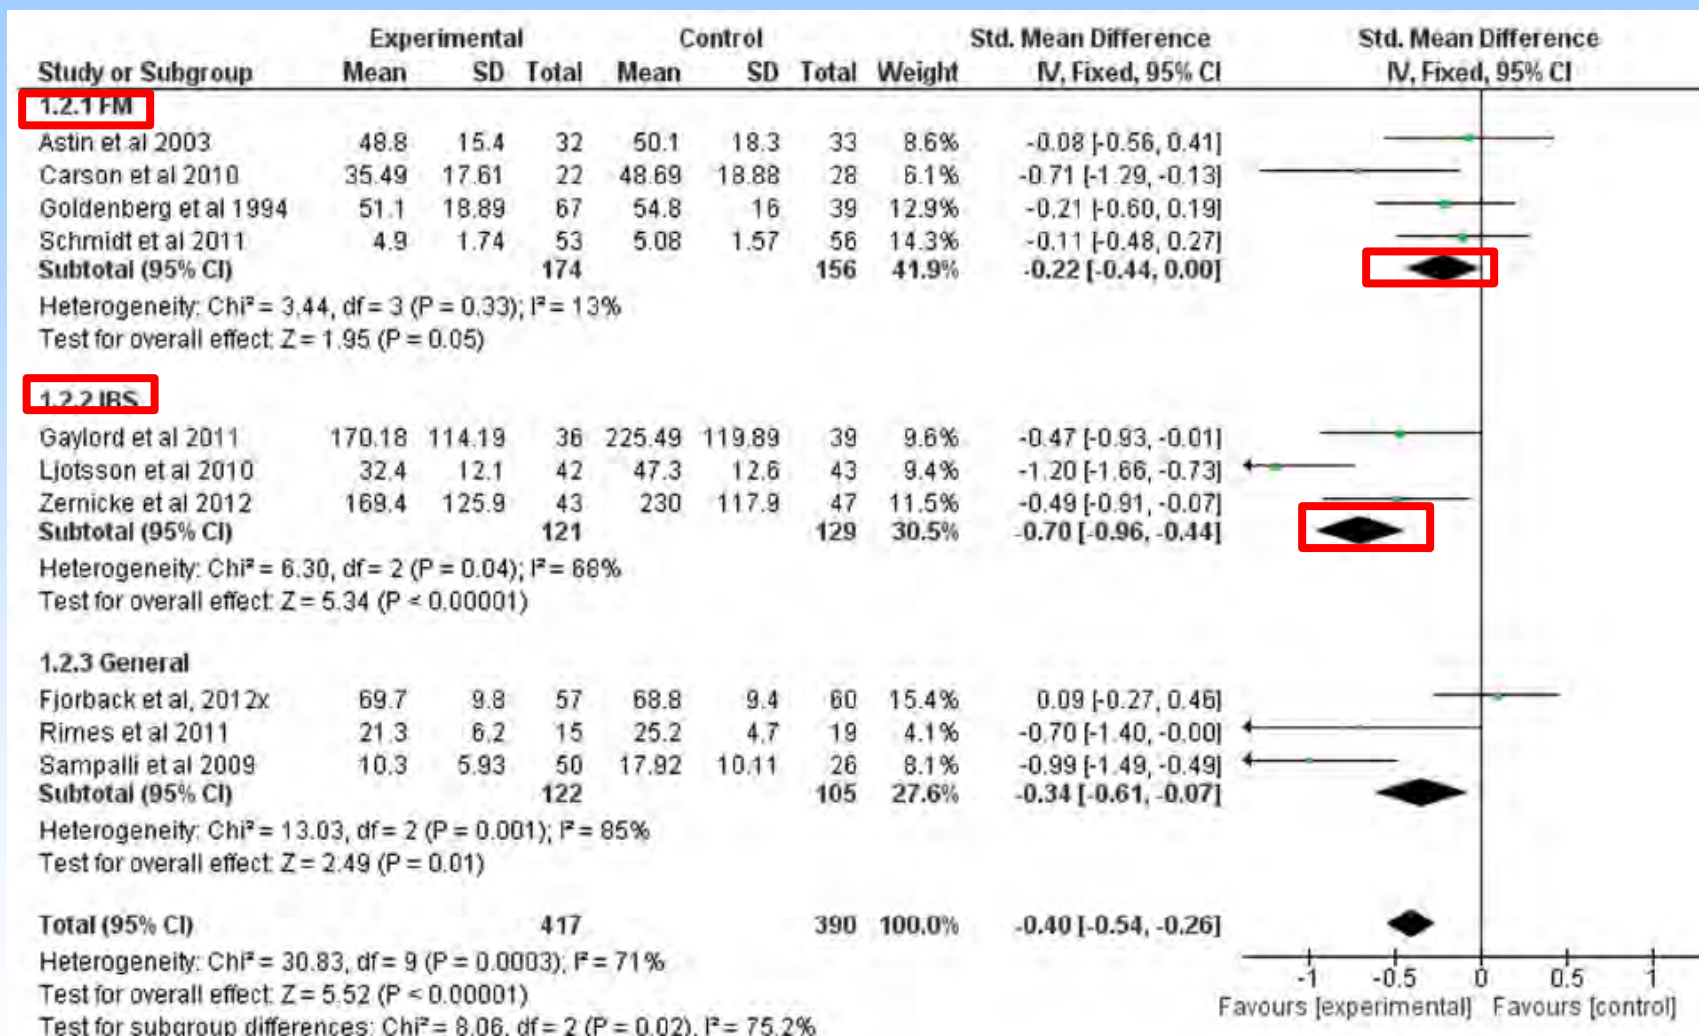 Experimental Control Std. Mean Difference Std. Mean Difference
Study or Subgroup Mean SD Total Mean SD Total Weight IV, Fixed, 95% CI IV, Fixed, 95% CI
1.2.1 FM
Astin et al 2003 48.8 15.4 32 50.1 18.3 33 8.6% -0.08 [-0.56, 0.41]
Carson et al 2010 35.49 17.61 22 48.69 18.88 28 6.1% -0.71 [-1.29, -0.13]
Goldenberg et al 1994 51.1 18.89 67 54.8 16 39 12.9% -0.21 [-0.60, 0.19]
Schmidt et al 2011 4.9 1.74 53 5.08 1.57 56 14.3% -0.11 [-0.48, 0.27]
Subtotal (95% CI) 174 156 41.9% -0.22 [-0.44, 0.00]
Heterogeneity: Chi² = 3.44, df = 3 (P = 0.33); I² = 13%
Test for overall effect: Z = 1.95 (P = 0.05)
1.2.2 IBS
Gaylord et al 2011 170.18 114.19 36 225.49 119.89 39 9.6% -0.47 [-0.93, -0.01]
Ljotsson et al 2010 32.4 12.1 42 47.3 12.6 43 9.4% -1.20 [-1.66, -0.73]
Zernicke et al 2012 169.4 125.9 43 230 117.9 47 11.5% -0.49 [-0.91, -0.07]
Subtotal (95% CI) 121 129 30.5% -0.70 [-0.96, -0.44]
Heterogeneity: Chi² = 6.30, df = 2 (P = 0.04); I² = 68%
Test for overall effect: Z = 5.34 (P < 0.00001)
1.2.3 General
Fjorback et al, 2012x 69.7 9.8 57 68.8 9.4 60 15.4% 0.09 [-0.27, 0.46]
Rimes et al 2011 21.3 6.2 15 25.2 4.7 19 4.1% -0.70 [-1.40, -0.00]
Sampalli et al 2009 10.3 5.93 50 17.92 10.11 26 8.1% -0.99 [-1.49, -0.49]
Subtotal (95% CI) 122 105 27.6% -0.34 [-0.61, -0.07]
Heterogeneity: Chi² = 13.03, df = 2 (P = 0.001); I² = 85%
Test for overall effect: Z = 2.49 (P = 0.01)
Total (95% CI) 417 390 100.0% -0.40 [-0.54, -0.26]
Heterogeneity: Chi² = 30.83, df = 9 (P = 0.0003); I² = 71%
Test for overall effect: Z = 5.52 (P < 0.00001)
Test for subgroup differences: Chi² = 8.06, df = 2 (P = 0.02), I² = 75.2%
-1 -0.5 0 0.5 1
Favours [experimental] Favours [control]